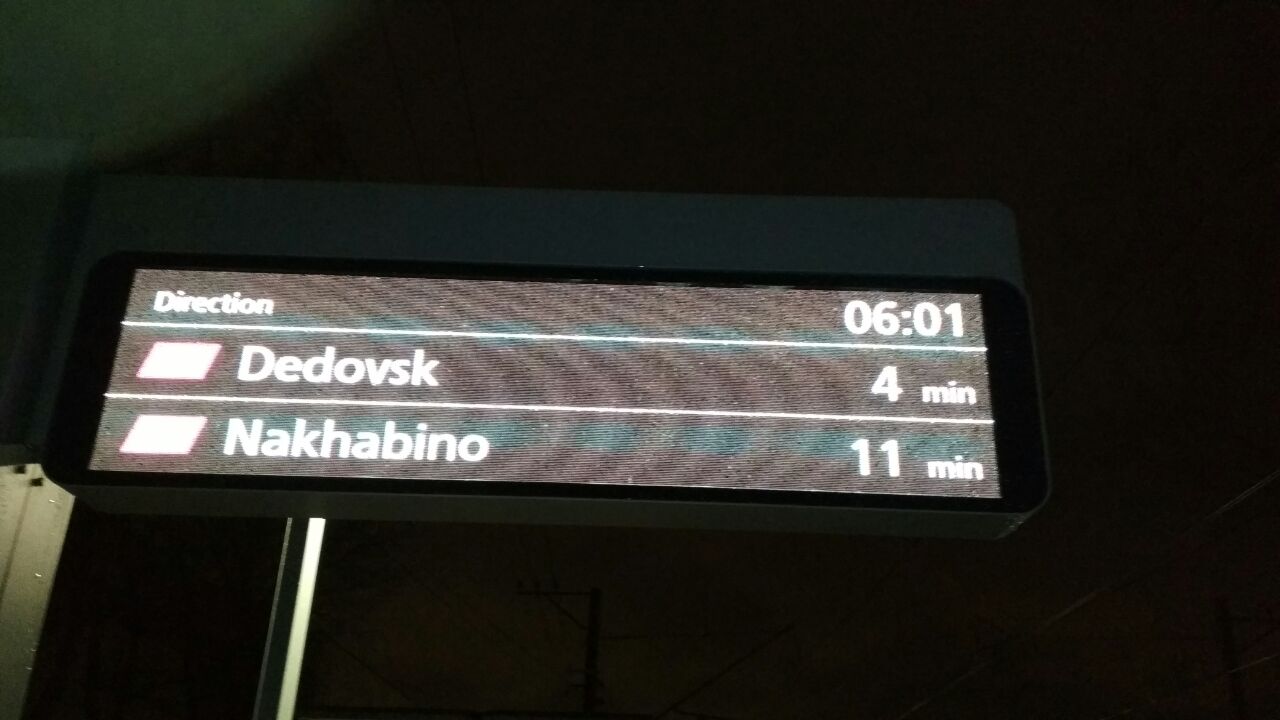 Direction 06:01
Dedovsk 4 min
Nakhabino 11 min